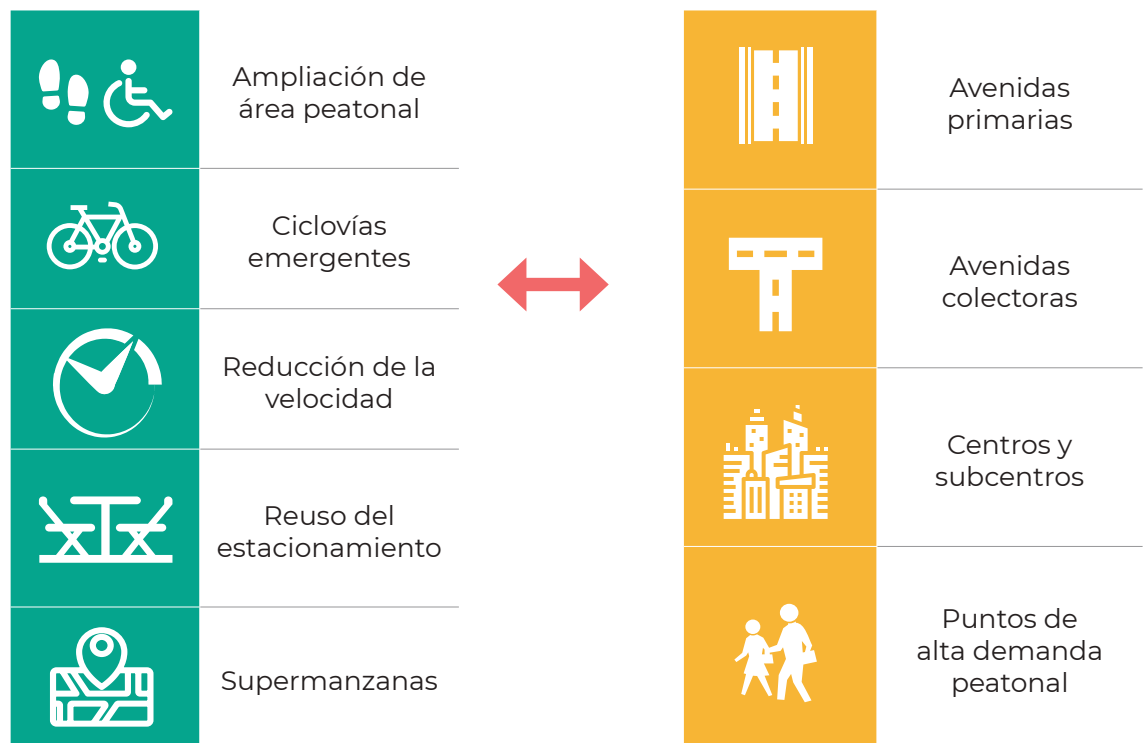 Ampliación de
área peatonal
Ciclovías
emergentes
Reducción de la
velocidad
Reuso del
estacionamiento
Supermanzanas
Avenidas
primarias
Avenidas
colectoras
Centros y
subcentros
Puntos de
alta demanda
peatonal